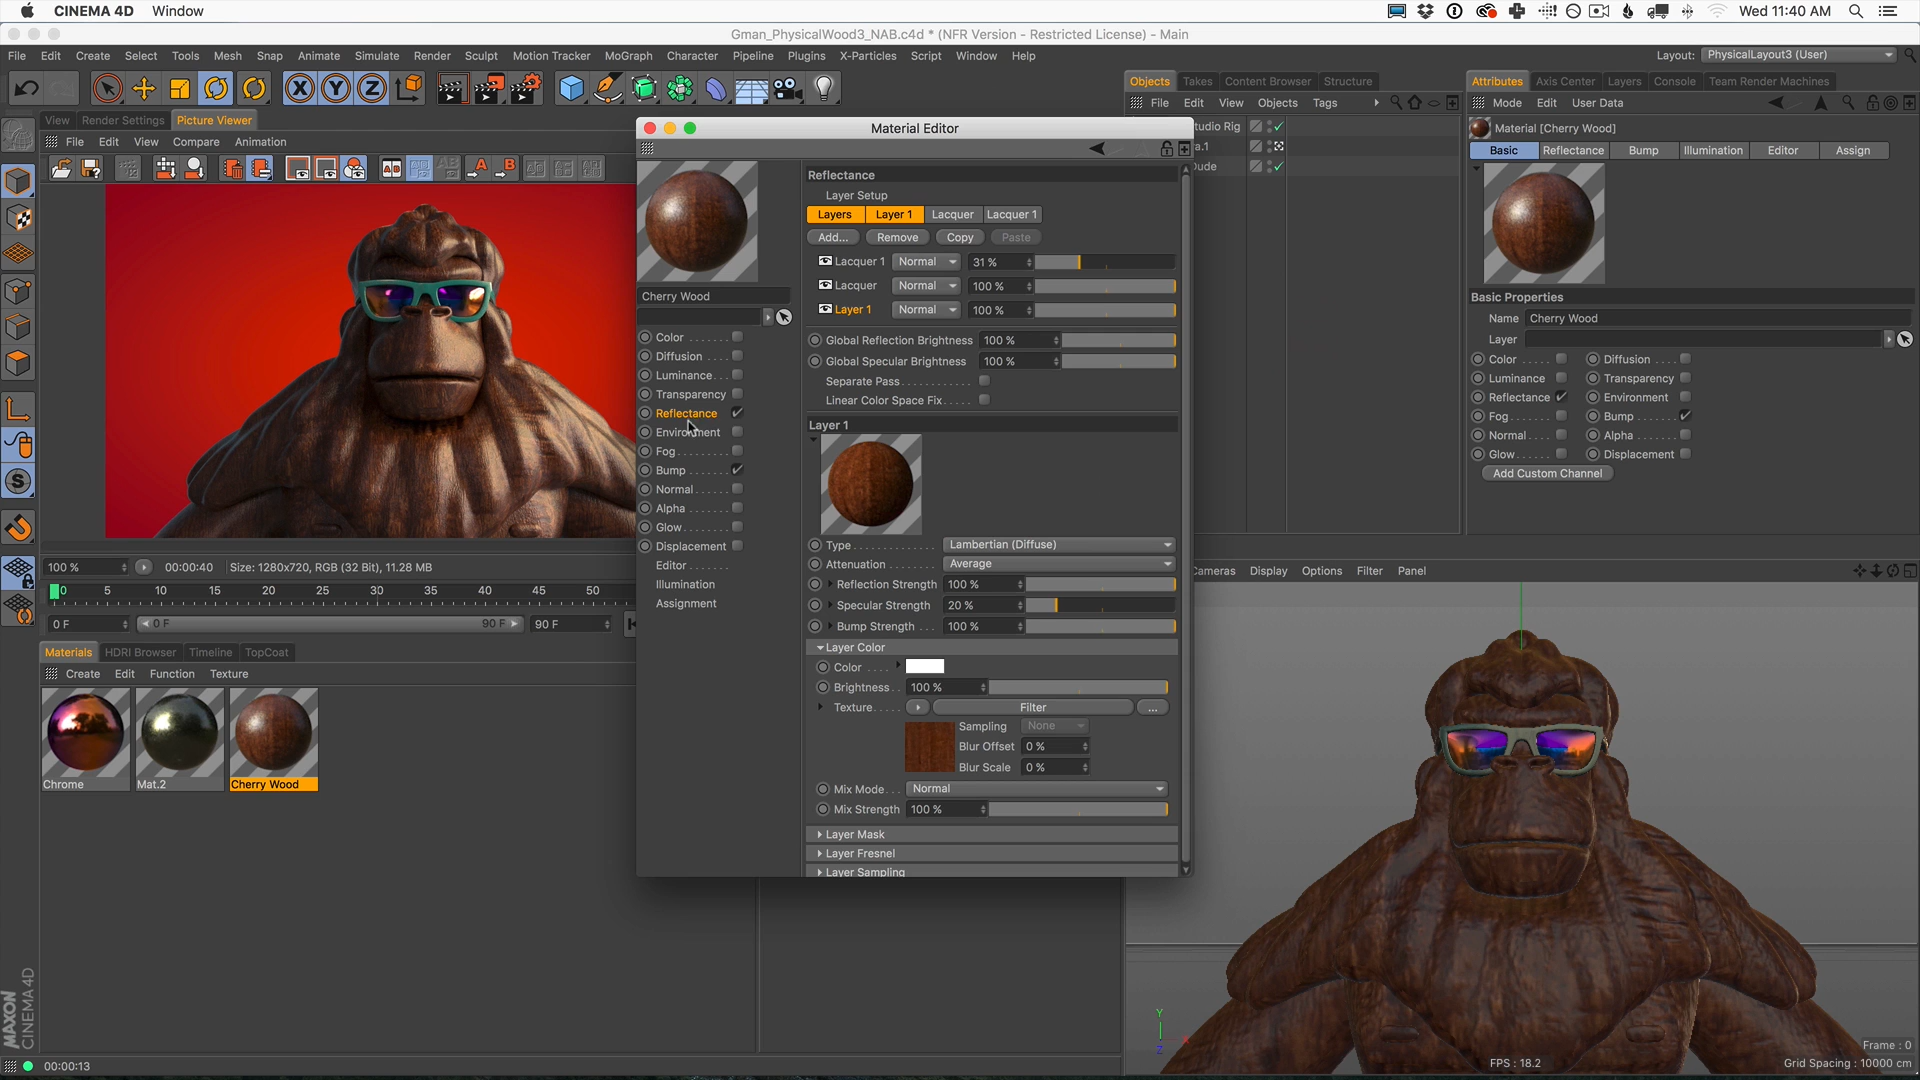 CINEMA 4D Window
Wed 11:40 AM
Gman_PhysicalWood3_NAB.c4d * (NFR Version - Restricted License) - Main
File Edit Create Select Tools Mesh Snap Animate Simulate Render Sculpt Motion Tracker MoGraph Character Pipeline Plugins X-Particles Script Window Help
Layout: PhysicalLayout3 (User)
X Y Z
View Render Settings Picture Viewer
File Edit View Compare Animation
A B
Objects Takes Content Browser Structure
File Edit View Objects Tags
tudio Rig
a.1
Dude
Attributes Axis Center Layers Console Team Render Machines
Mode Edit User Data
Material [Cherry Wood]
Basic Reflectance Bump Illumination Editor Assign
Basic Properties
Name Cherry Wood
Layer
Color Diffusion
Luminance Transparency
Reflectance Environment
Fog Bump
Normal Alpha
Glow Displacement
Add Custom Channel
Material Editor
Cherry Wood
Color
Diffusion
Luminance
Transparency
Reflectance
Environment
Fog
Bump
Normal
Alpha
Glow
Displacement
Editor
Illumination
Assignment
Reflectance
Layer Setup
Layers Layer 1 Lacquer Lacquer 1
Add... Remove Copy Paste
Lacquer 1 Normal 31 %
Lacquer Normal 100 %
Layer 1 Normal 100 %
Global Reflection Brightness 100 %
Global Specular Brightness 100 %
Separate Pass
Linear Color Space Fix
Layer 1
Type Lambertian (Diffuse)
Attenuation Average
Reflection Strength 100 %
Specular Strength 20 %
Bump Strength 100 %
Layer Color
Color
Brightness 100 %
Texture Filter ...
Sampling None
Blur Offset 0 %
Blur Scale 0 %
Mix Mode Normal
Mix Strength 100 %
Layer Mask
Layer Fresnel
Layer Sampling
100 % 00:00:40 Size: 1280x720, RGB (32 Bit), 11.28 MB
0 5 10 15 20 25 30 35 40 45 50
0 F 0 F 90 F 90 F
Materials HDRI Browser Timeline TopCoat
Create Edit Function Texture
Chrome Mat.2 Cherry Wood
ameras Display Options Filter Panel
Y
X
Z
FPS : 18.2
Frame : 0
Grid Spacing : 10000 cm
MAXON
CINEMA 4D
S
00:00:13